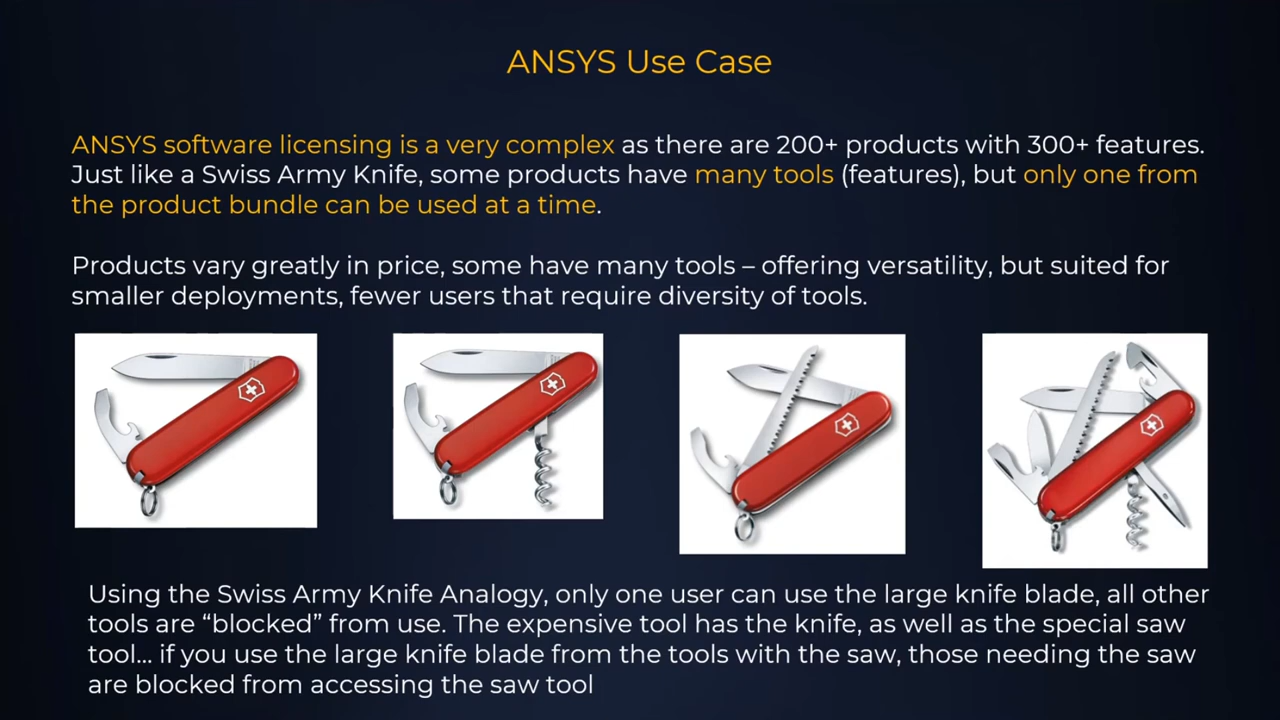 ANSYS Use Case
ANSYS software licensing is a very complex as there are 200+ products with 300+ features.
Just like a Swiss Army Knife, some products have many tools (features), but only one from
the product bundle can be used at a time.
Products vary greatly in price, some have many tools – offering versatility, but suited for
smaller deployments, fewer users that require diversity of tools.
Using the Swiss Army Knife Analogy, only one user can use the large knife blade, all other
tools are “blocked” from use. The expensive tool has the knife, as well as the special saw
tool... if you use the large knife blade from the tools with the saw, those needing the saw
are blocked from accessing the saw tool